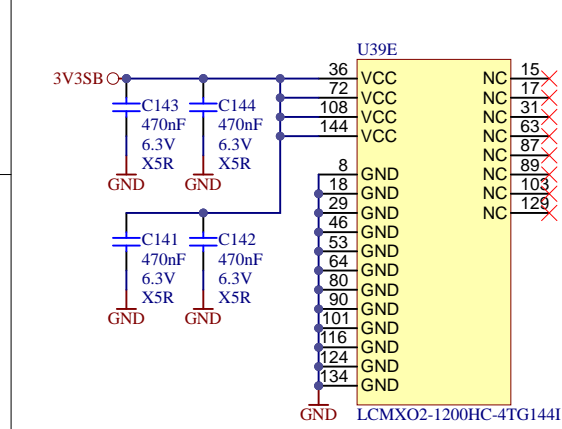 U39E
3V3SB
36 VCC NC 15
72 VCC NC 17
108 VCC NC 31
144 VCC NC 63
NC 87
8 GND NC 89
18 GND NC 103
29 GND NC 129
46 GND
53 GND
64 GND
80 GND
90 GND
101 GND
116 GND
124 GND
134 GND
C143
470nF
6.3V
X5R
GND
C144
470nF
6.3V
X5R
GND
C141
470nF
6.3V
X5R
GND
C142
470nF
6.3V
X5R
GND
GND
LCMXO2-1200HC-4TG144I